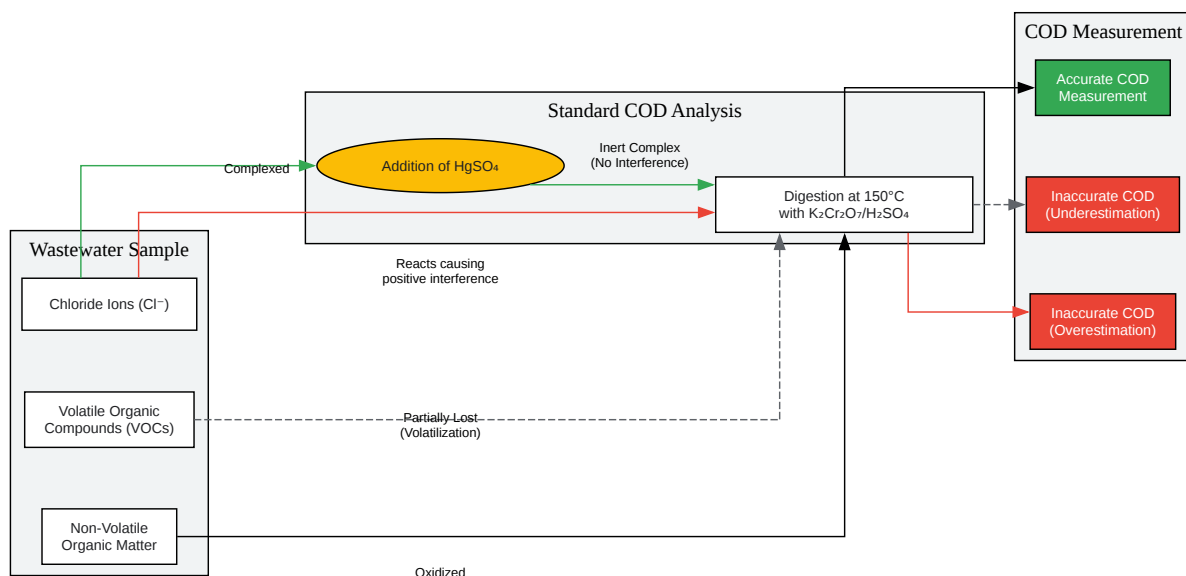 COD Measurement
Accurate COD
Measurement
Standard COD Analysis
Inert Complex
(No Interference)
Addition of HgSO₄
Complexed
Digestion at 150°C
with K₂Cr₂O₇/H₂SO₄
Inaccurate COD
(Underestimation)
Wastewater Sample
Reacts causing
positive interference
Chloride Ions (Cl⁻)
Inaccurate COD
(Overestimation)
Volatile Organic
Compounds (VOCs)
Partially Lost
(Volatilization)
Non-Volatile
Organic Matter
Oxidized